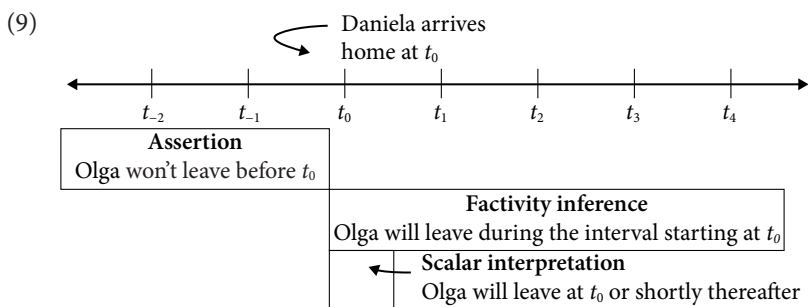 (9)
Daniela arrives
home at t₀
t₋₂ t₋₁ t₀ t₁ t₂ t₃ t₄
Assertion
Olga won't leave before t₀
Factivity inference
Olga will leave during the interval starting at t₀
Scalar interpretation
Olga will leave at t₀ or shortly thereafter